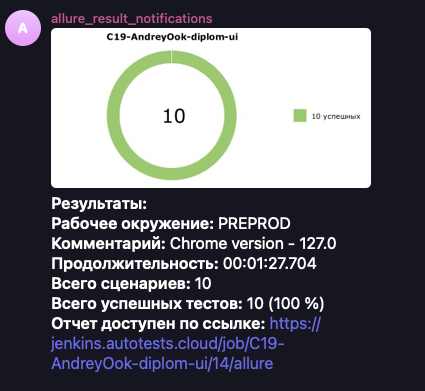 A
allure_result_notifications
C19-AndreyOok-diplom-ui
10
10 успешных
Результаты:
Рабочее окружение: PREPROD
Комментарий: Chrome version - 127.0
Продолжительность: 00:01:27.704
Всего сценариев: 10
Всего успешных тестов: 10 (100 %)
Отчет доступен по ссылке: https://
jenkins.autotests.cloud/job/C19-
AndreyOok-diplom-ui/14/allure